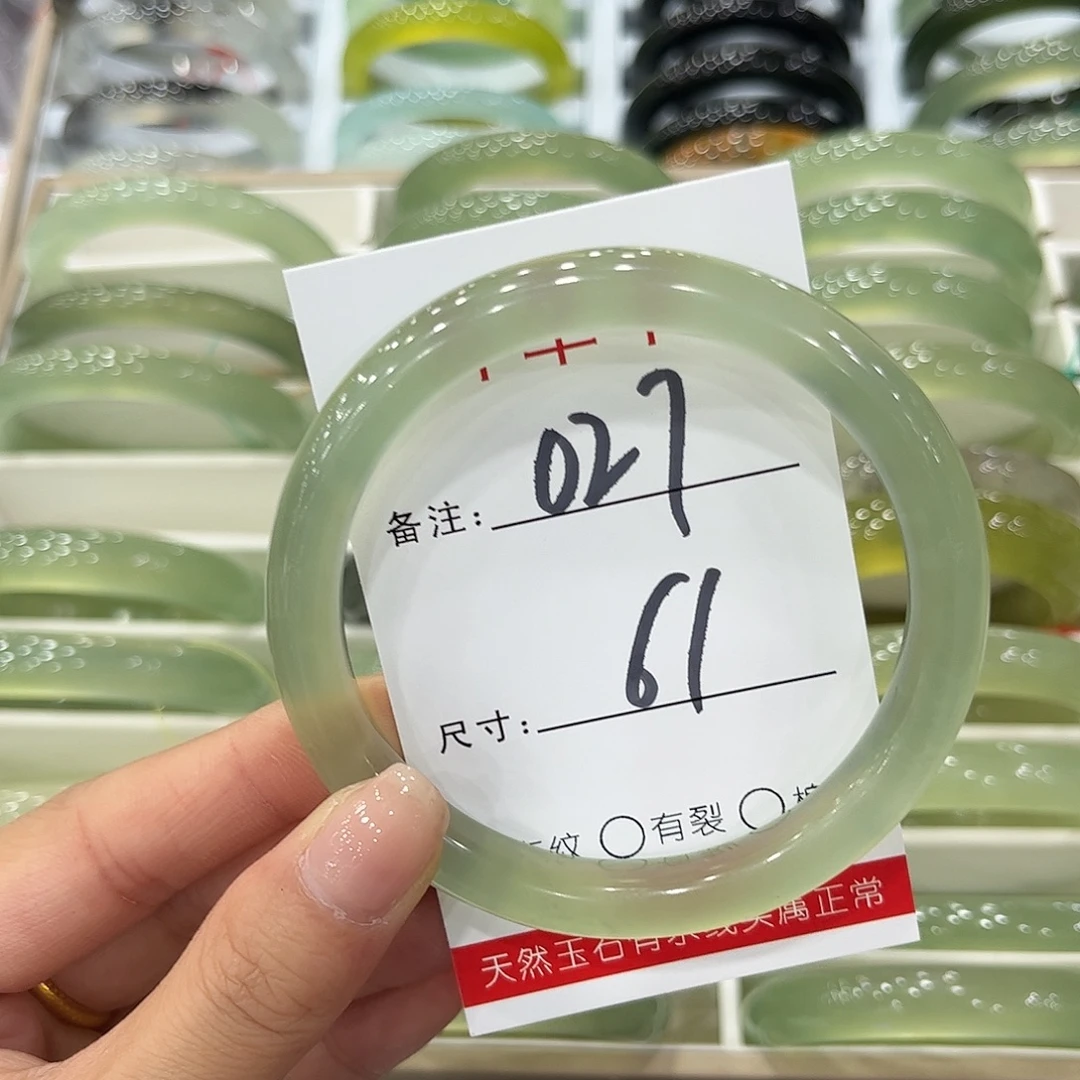 027
备注:
61
尺寸:
纹 ○有裂 ○
天然玉石有 属正常